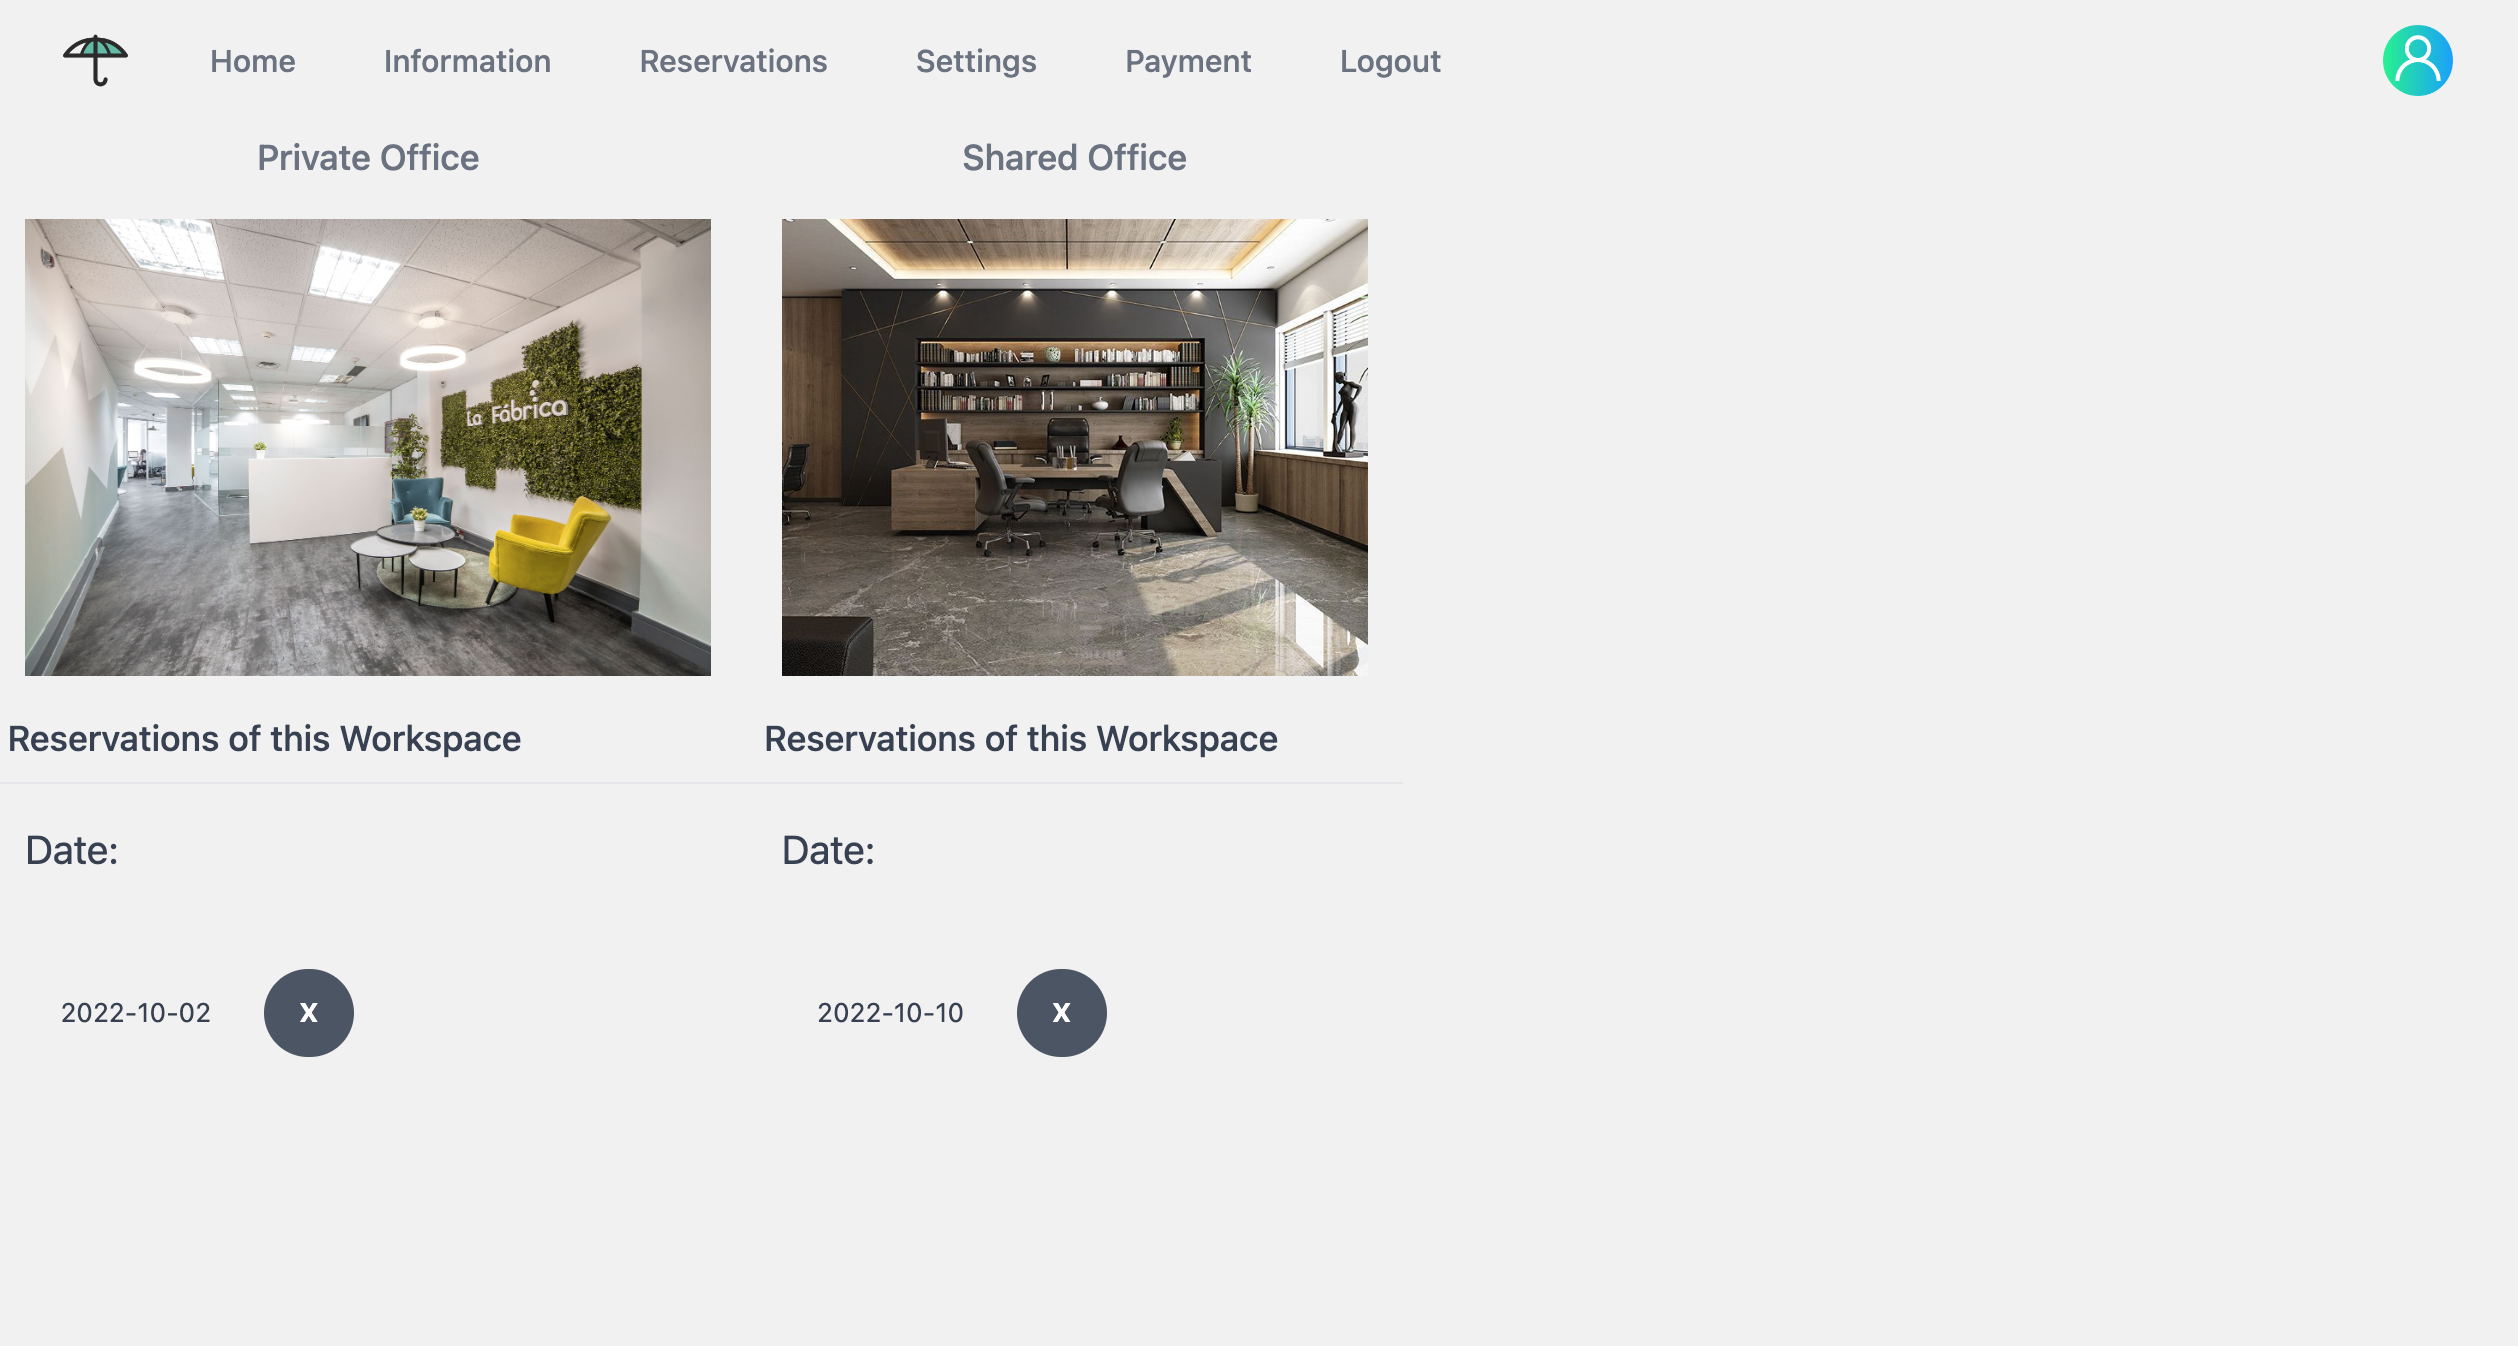 Home Information Reservations Settings Payment Logout
Private Office
La Fábrica
Reservations of this Workspace
Date:
2022-10-02 X
Shared Office
Reservations of this Workspace
Date:
2022-10-10 X